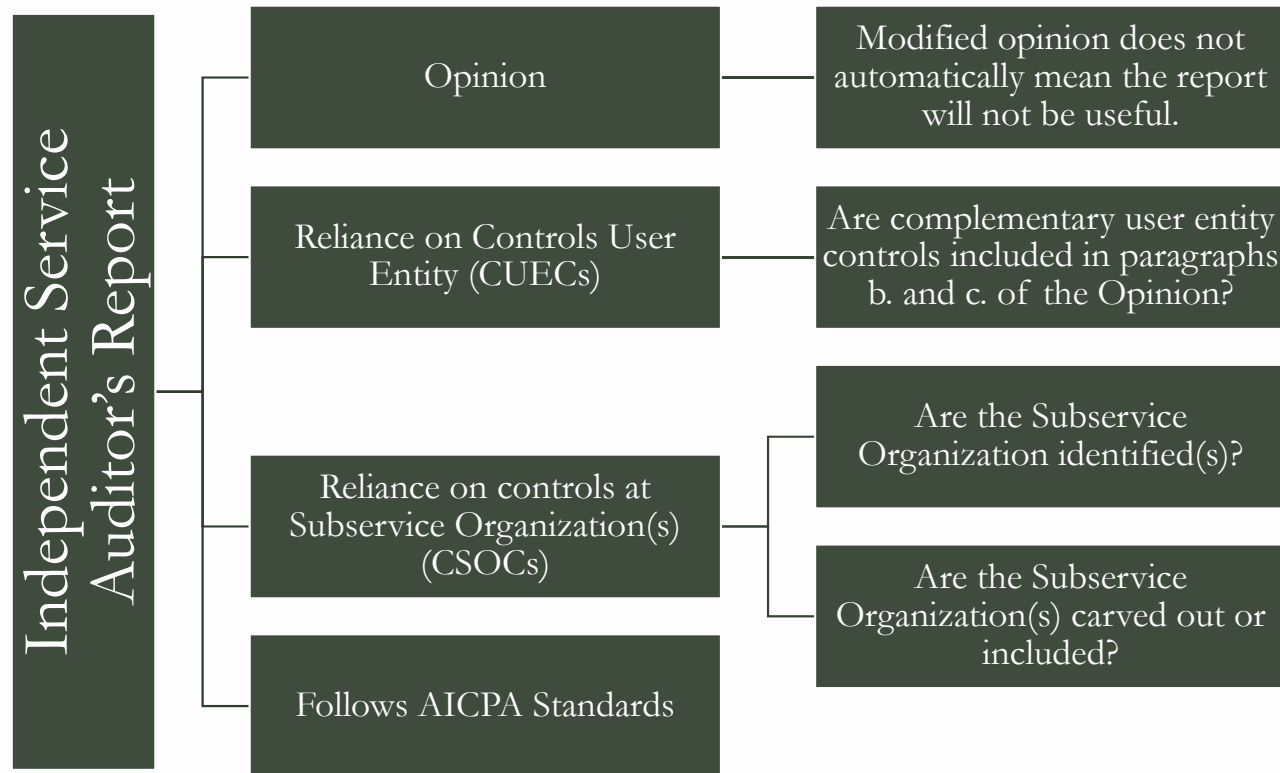 Independent Service
Auditor's Report
Opinion
Modified opinion does not
automatically mean the report
will not be useful.
Reliance on Controls User
Entity (CUECs)
Are complementary user entity
controls included in paragraphs
b. and c. of the Opinion?
Reliance on controls at
Subservice Organization(s)
(CSOCs)
Are the Subservice
Organization identified(s)?
Are the Subservice
Organization(s) carved out or
included?
Follows AICPA Standards